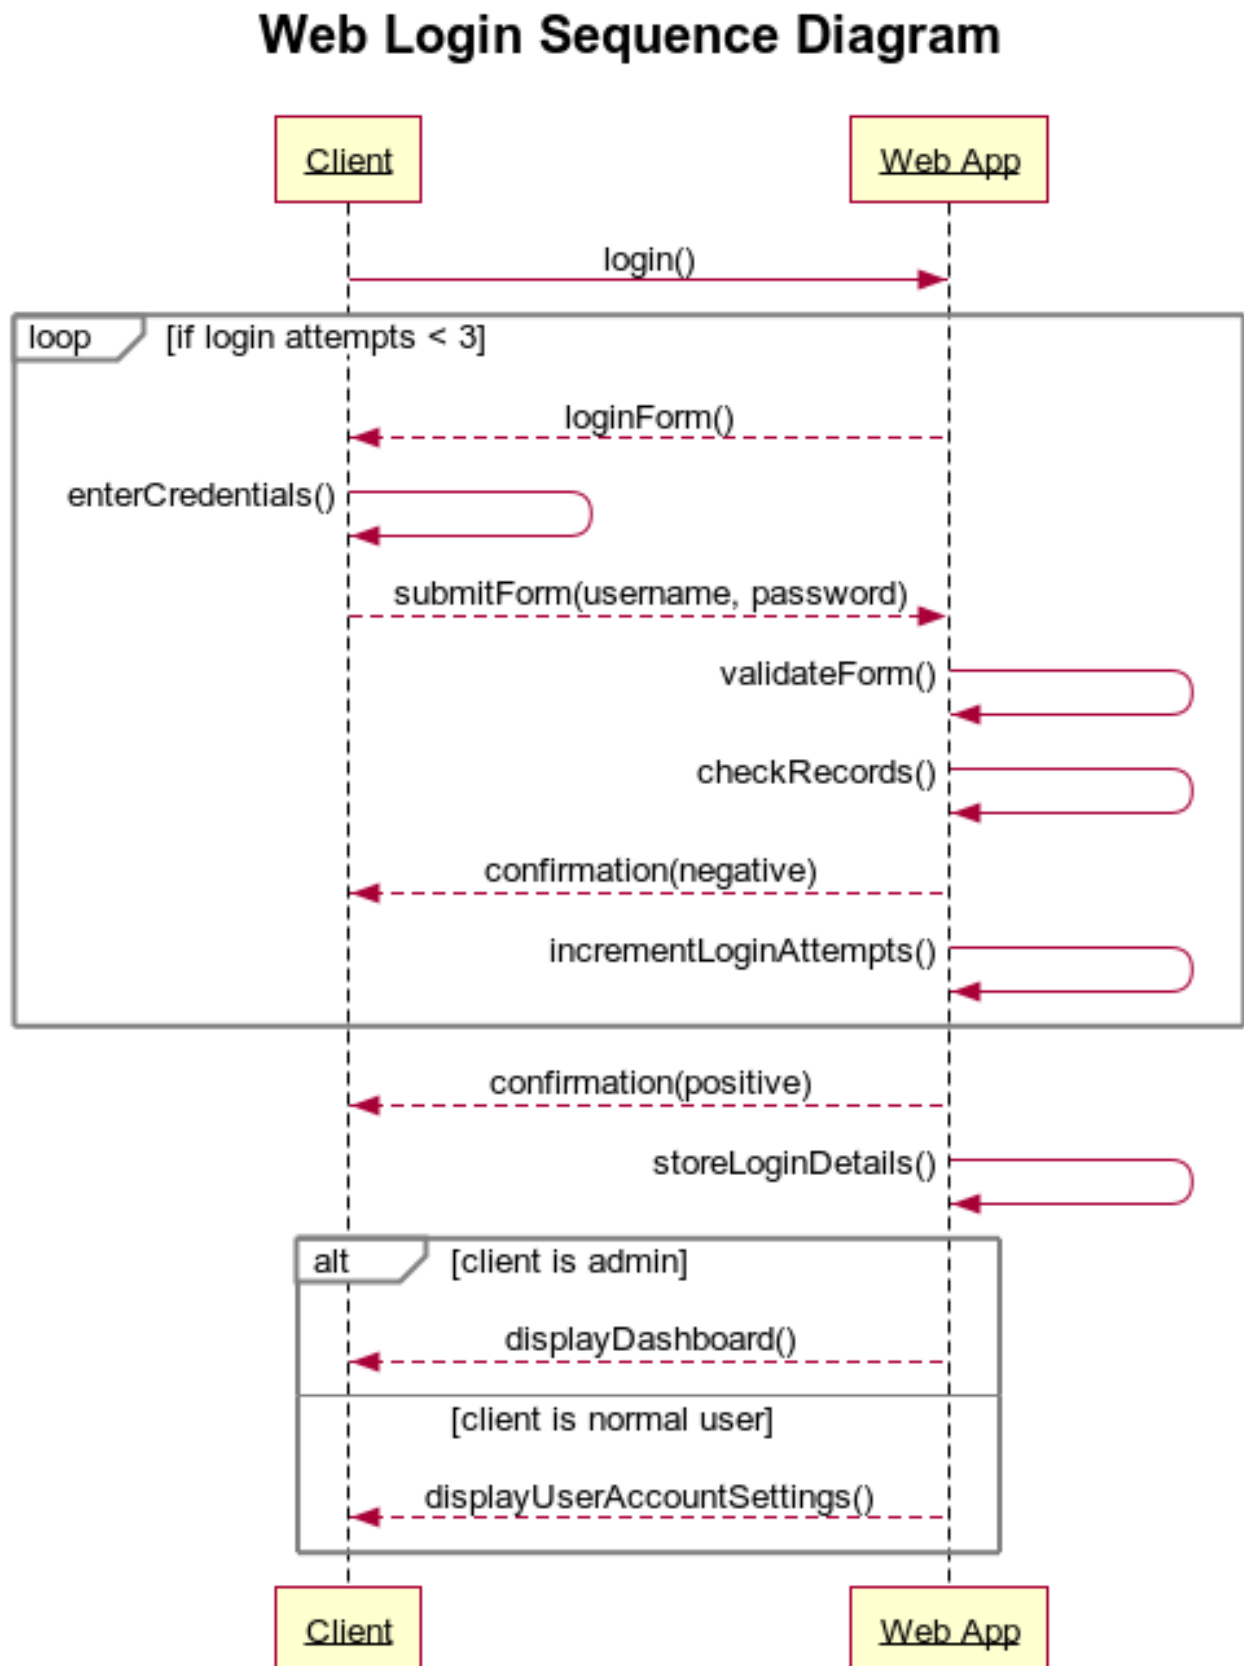 Web Login Sequence Diagram
Client
Web App
login()
loop
[if login attempts < 3]
loginForm()
enterCredentials()
submitForm(username, password)
validateForm()
checkRecords()
confirmation(negative)
incrementLoginAttempts()
confirmation(positive)
storeLoginDetails()
alt
[client is admin]
displayDashboard()
[client is normal user]
displayUserAccountSettings()
Client
Web App